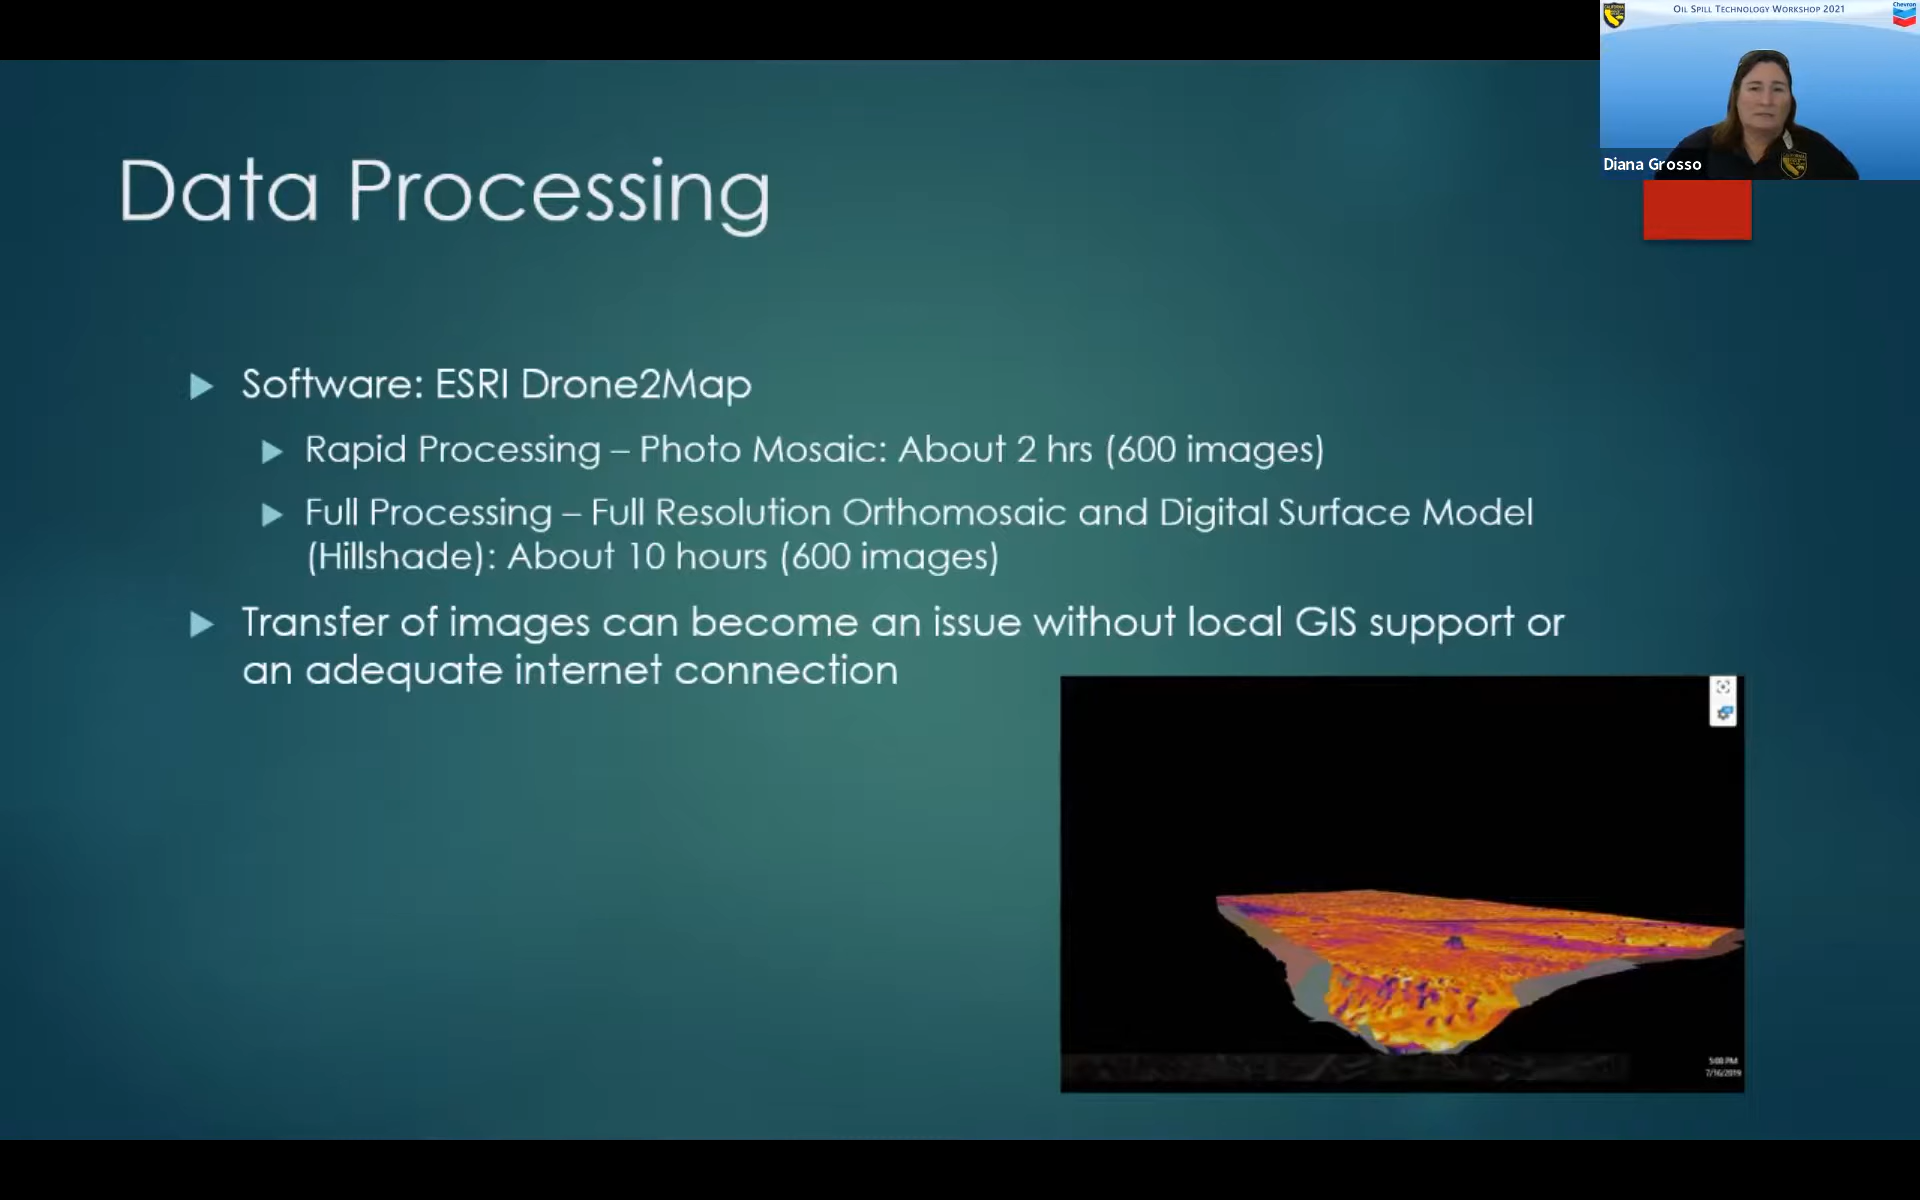 OIL SPILL TECHNOLOGY WORKSHOP 2021
Chevron
Diana Grosso
Data Processing
Software: ESRI Drone2Map
Rapid Processing – Photo Mosaic: About 2 hrs (600 images)
Full Processing – Full Resolution Orthomosaic and Digital Surface Model
(Hillshade): About 10 hours (600 images)
Transfer of images can become an issue without local GIS support or
an adequate internet connection
5:08 PM
7/16/2019